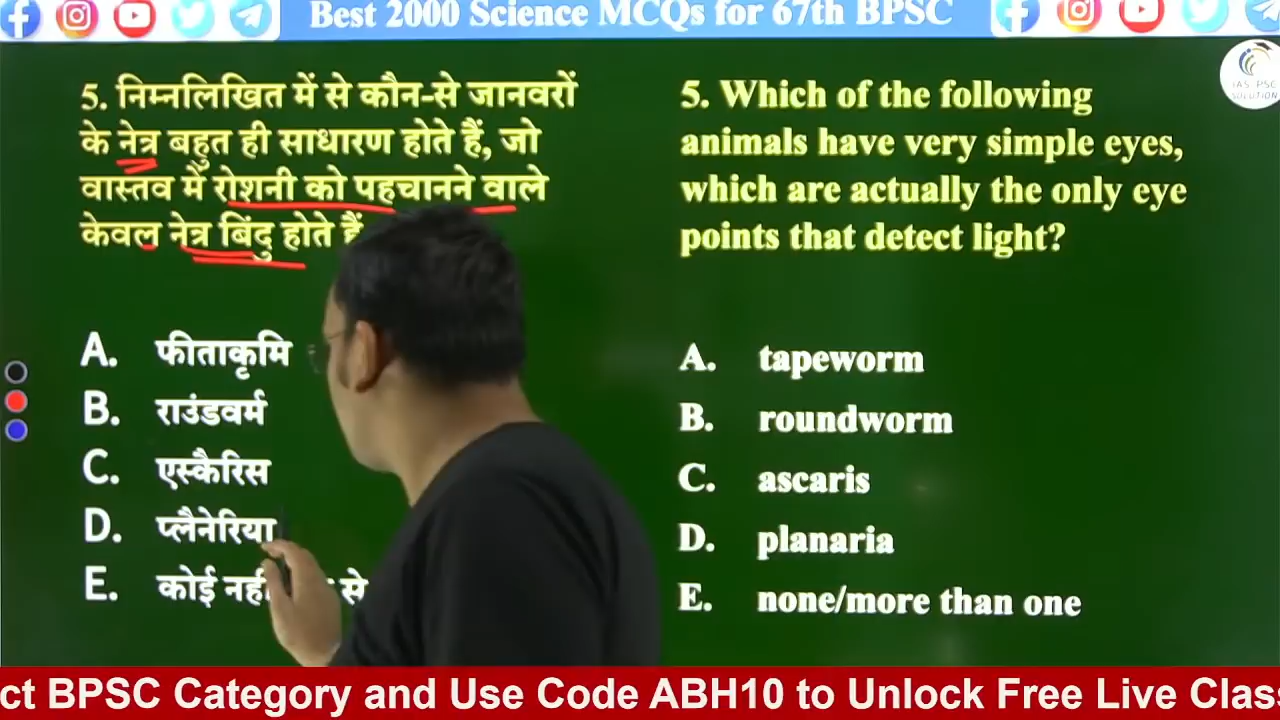 Best 2000 Science MCQs for 67th BPSC
IAS PSC
SOLUTION
5. निम्नलिखित में से कौन-से जानवरों
के नेत्र बहुत ही साधारण होते हैं, जो
वास्तव में रोशनी को पहचानने वाले
केवल नेत्र बिंदु होते हैं
A. फीताकृमि
B. राउंडवर्म
C. एस्कैरिस
D. प्लैनेरिया
E. कोई नहीं से
5. Which of the following
animals have very simple eyes,
which are actually the only eye
points that detect light?
A. tapeworm
B. roundworm
C. ascaris
D. planaria
E. none/more than one
ct BPSC Category and Use Code ABH10 to Unlock Free Live Clas